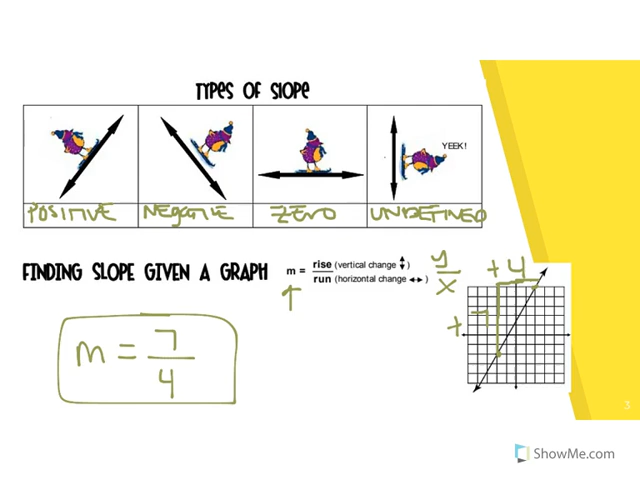 Types of Slope
YEEK!
POSITIVE NEGATIVE ZERO UNDEFINED
Finding Slope Given a Graph m = rise (vertical change ↕) / run (horizontal change ↔) y/x
+4
+7
m = 7/4
3
ShowMe.com